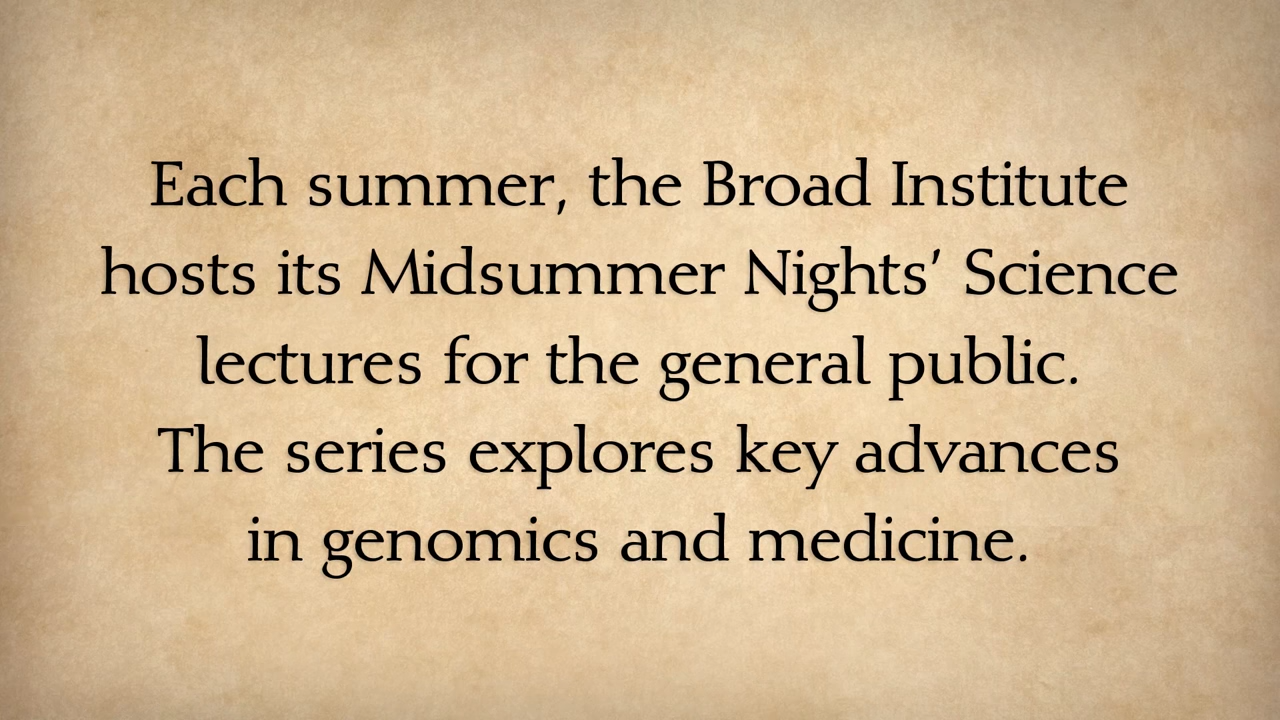 Each summer, the Broad Institute
hosts its Midsummer Nights’ Science
lectures for the general public.
The series explores key advances
in genomics and medicine.